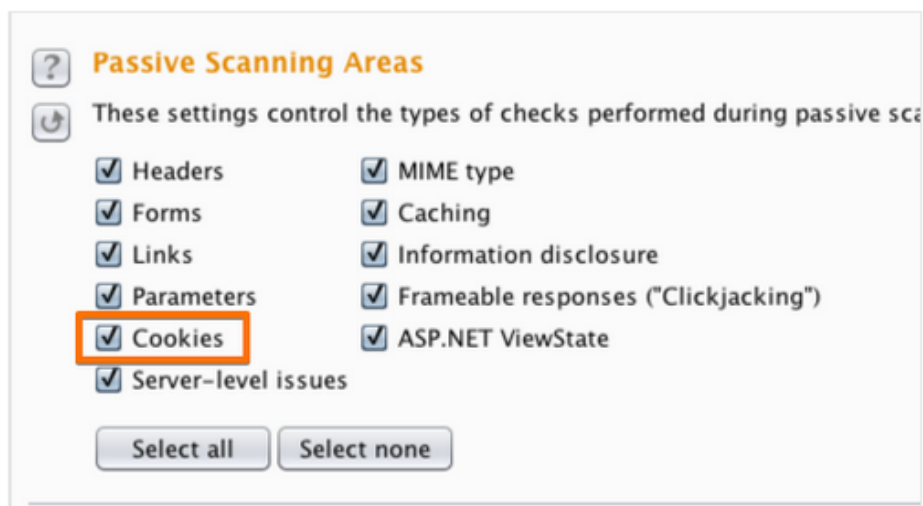 ?
Passive Scanning Areas
These settings control the types of checks performed during passive
Headers
MIME type
Forms
Caching
Links
Information disclosure
Parameters
Frameable responses ("Clickjacking")
Cookies
ASP.NET ViewState
Server-level issues
Select all
Select none